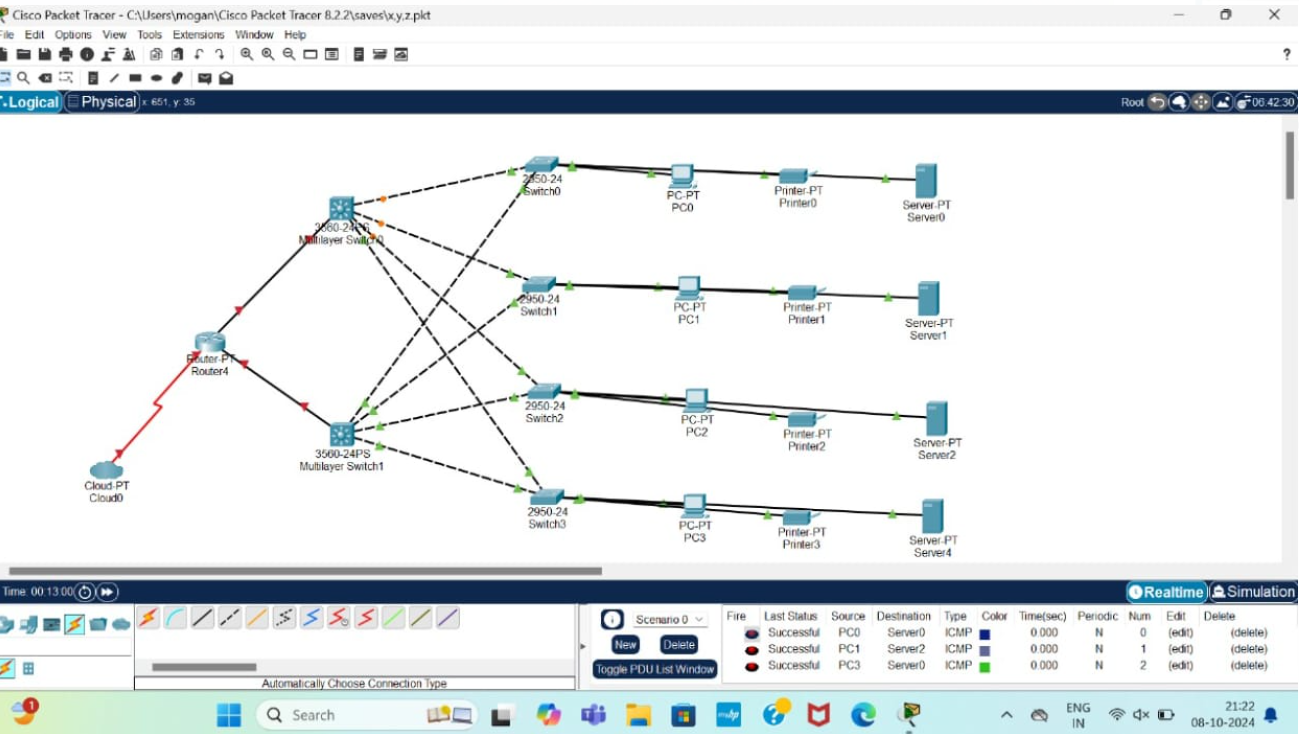 Cisco Packet Tracer - C:\Users\mogan\Cisco Packet Tracer 8.2.2\saves\x,y,z.pkt
File Edit Options View Tools Extensions Window Help
?
Logical Physical x: 651, y: 35 Root 06:42:30
2950-24
Switch0
PC-PT
PC0
Printer-PT
Printer0
Server-PT
Server0
3560-24PS
Multilayer Switch0
2950-24
Switch1
PC-PT
PC1
Printer-PT
Printer1
Server-PT
Server1
Router-PT
Router4
2950-24
Switch2
PC-PT
PC2
Printer-PT
Printer2
Server-PT
Server2
3560-24PS
Multilayer Switch1
Cloud-PT
Cloud0
2950-24
Switch3
PC-PT
PC3
Printer-PT
Printer3
Server-PT
Server4
Time: 00:13:00 Realtime Simulation
Scenario 0
New Delete
Toggle PDU List Window
Fire Last Status Source Destination Type Color Time(sec) Periodic Num Edit Delete
Successful PC0 Server0 ICMP 0.000 N 0 (edit) (delete)
Successful PC1 Server2 ICMP 0.000 N 1 (edit) (delete)
Successful PC3 Server0 ICMP 0.000 N 2 (edit) (delete)
Automatically Choose Connection Type
1
Search
ENG
IN
21:22
08-10-2024